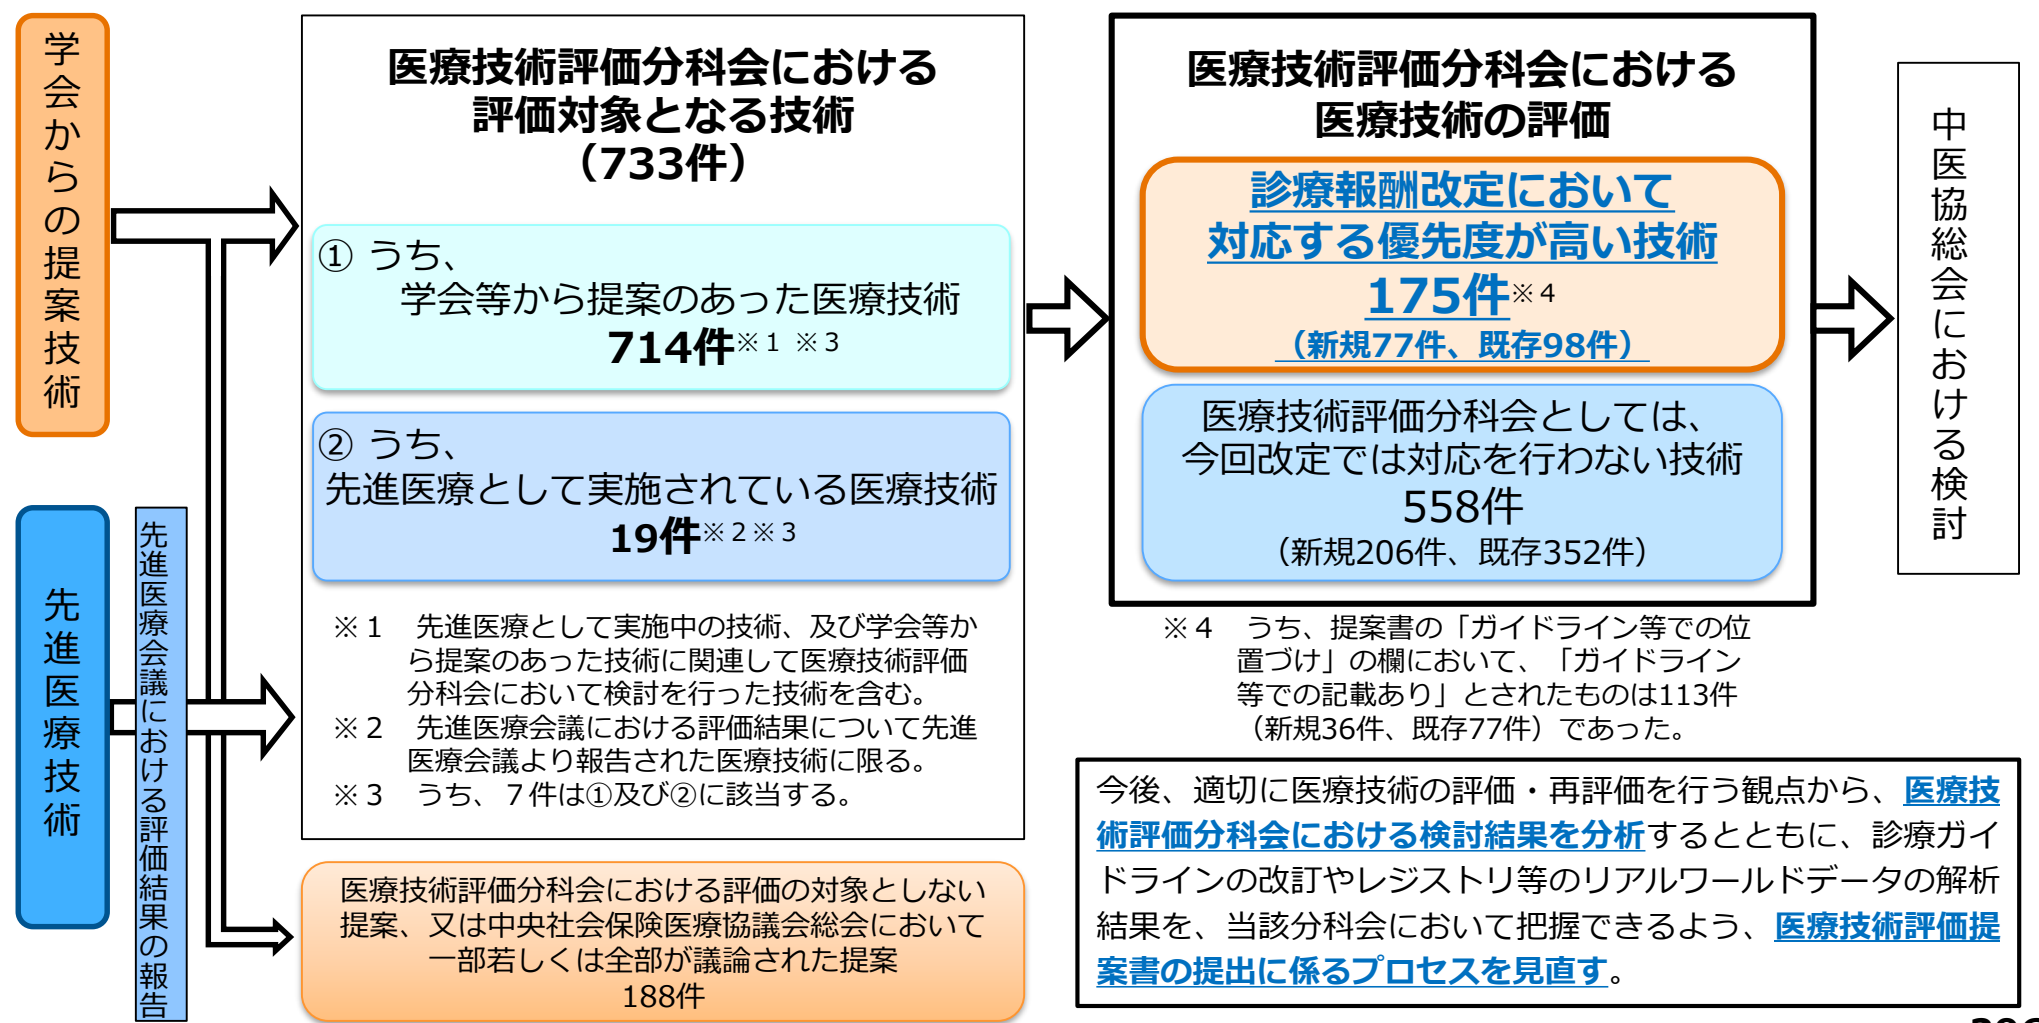 学会からの提案技術
先進医療技術
先進医療会議における評価結果の報告
医療技術評価分科会における
評価対象となる技術
（733件）
① うち、
学会等から提案のあった医療技術
714件※１ ※３
② うち、
先進医療として実施されている医療技術
19件※２※３
※１　先進医療として実施中の技術、及び学会等か
ら提案のあった技術に関連して医療技術評価
分科会において検討を行った技術を含む。
※２　先進医療会議における評価結果について先進
医療会議より報告された医療技術に限る。
※３　うち、７件は①及び②に該当する。
医療技術評価分科会における評価の対象としない
提案、又は中央社会保険医療協議会総会において
一部若しくは全部が議論された提案
188件
医療技術評価分科会における
医療技術の評価
診療報酬改定において
対応する優先度が高い技術
175件※４
（新規77件、既存98件）
医療技術評価分科会としては、
今回改定では対応を行わない技術
558件
（新規206件、既存352件）
※４　うち、提案書の「ガイドライン等での位
置づけ」の欄において、「ガイドライン
等での記載あり」とされたものは113件
（新規36件、既存77件）であった。
中医協総会における検討
今後、適切に医療技術の評価・再評価を行う観点から、医療技
術評価分科会における検討結果を分析するとともに、診療ガイ
ドラインの改訂やレジストリ等のリアルワールドデータの解析
結果を、当該分科会において把握できるよう、医療技術評価提
案書の提出に係るプロセスを見直す。